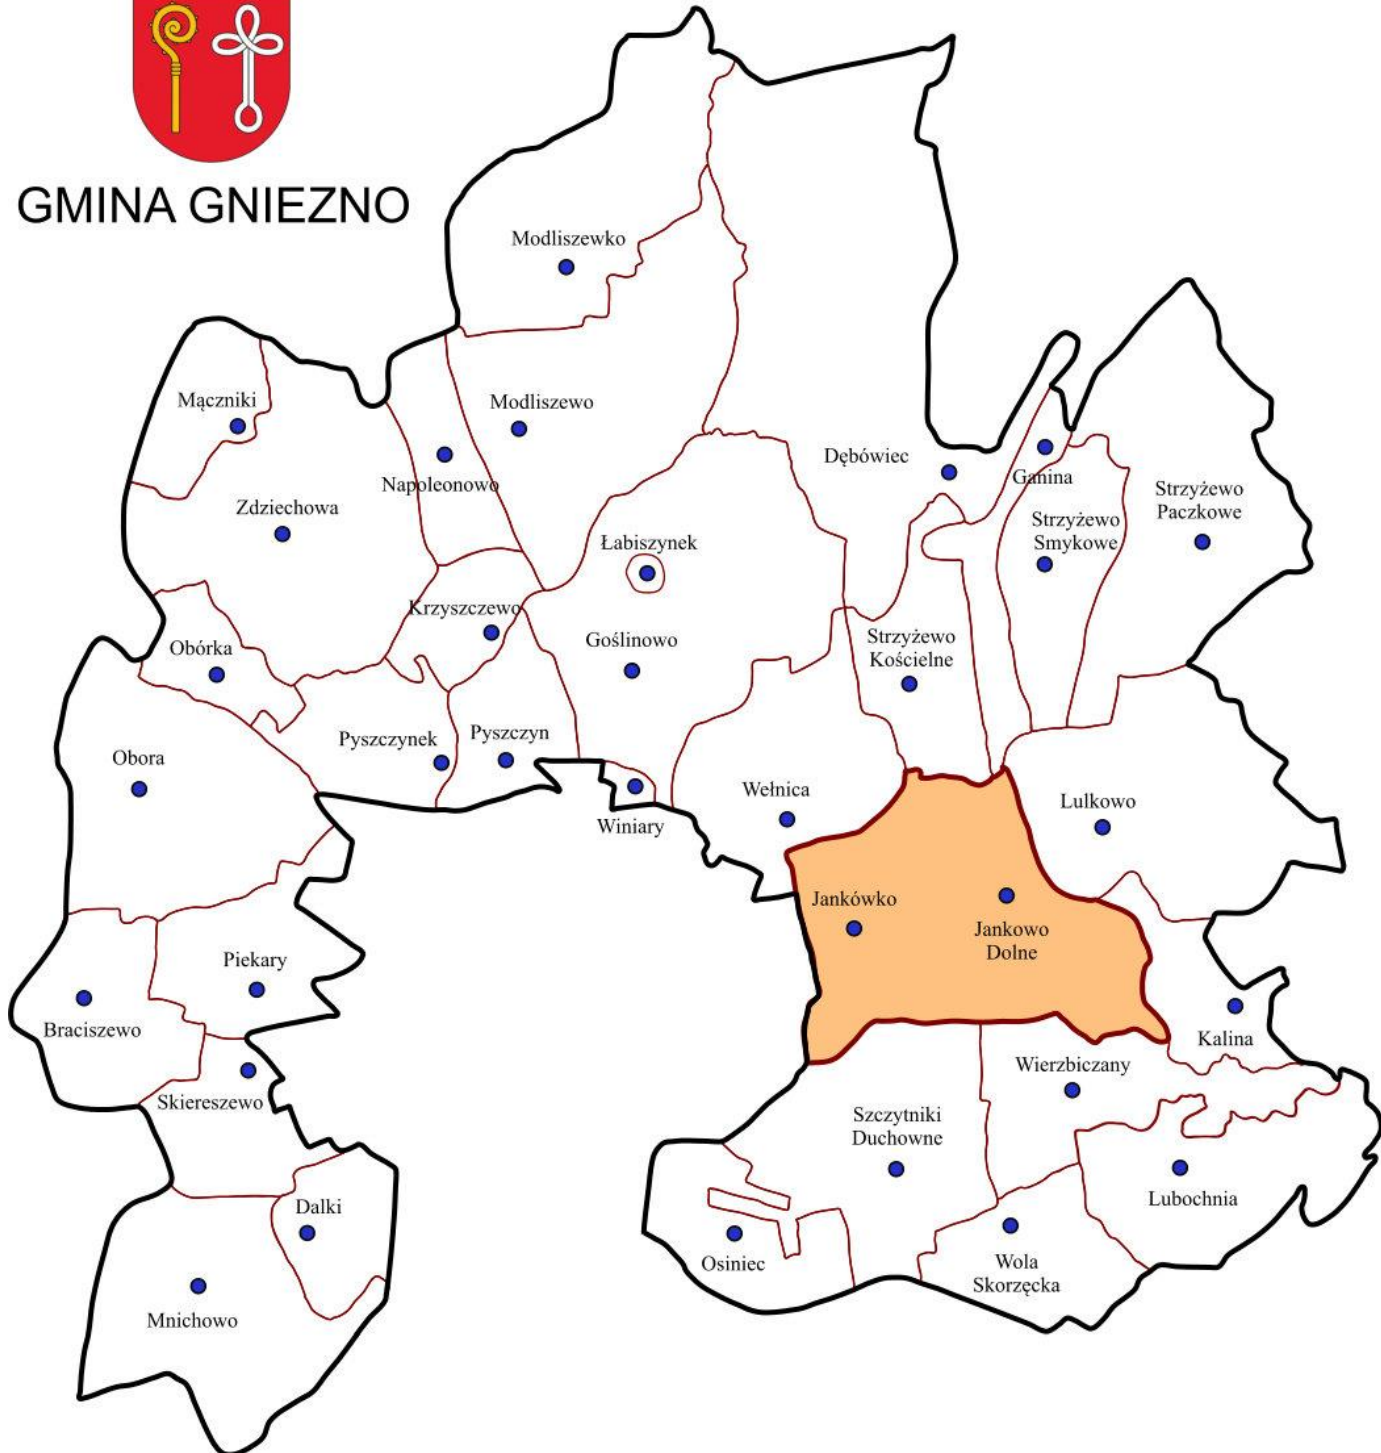 GMINA GNIEZNO
Modliszewko
Mączniki
Modliszewo
Napoleonowo
Zdziechowa
Dębówiec
Ganina
Strzyżewo
Paczkowe
Strzyżewo
Smykowe
Łabiszynek
Krzyszczewo
Goślinowo
Obórka
Strzyżewo
Kościelne
Pyszczynek
Pyszczyn
Obora
Wełnica
Winiary
Lulkowo
Jankówko
Jankowo
Dolne
Piekary
Braciszewo
Kalina
Skiereszewo
Wierzbiczany
Szczytniki
Duchowne
Lubochnia
Dalki
Osiniec
Wola
Skorzęcka
Mnichowo